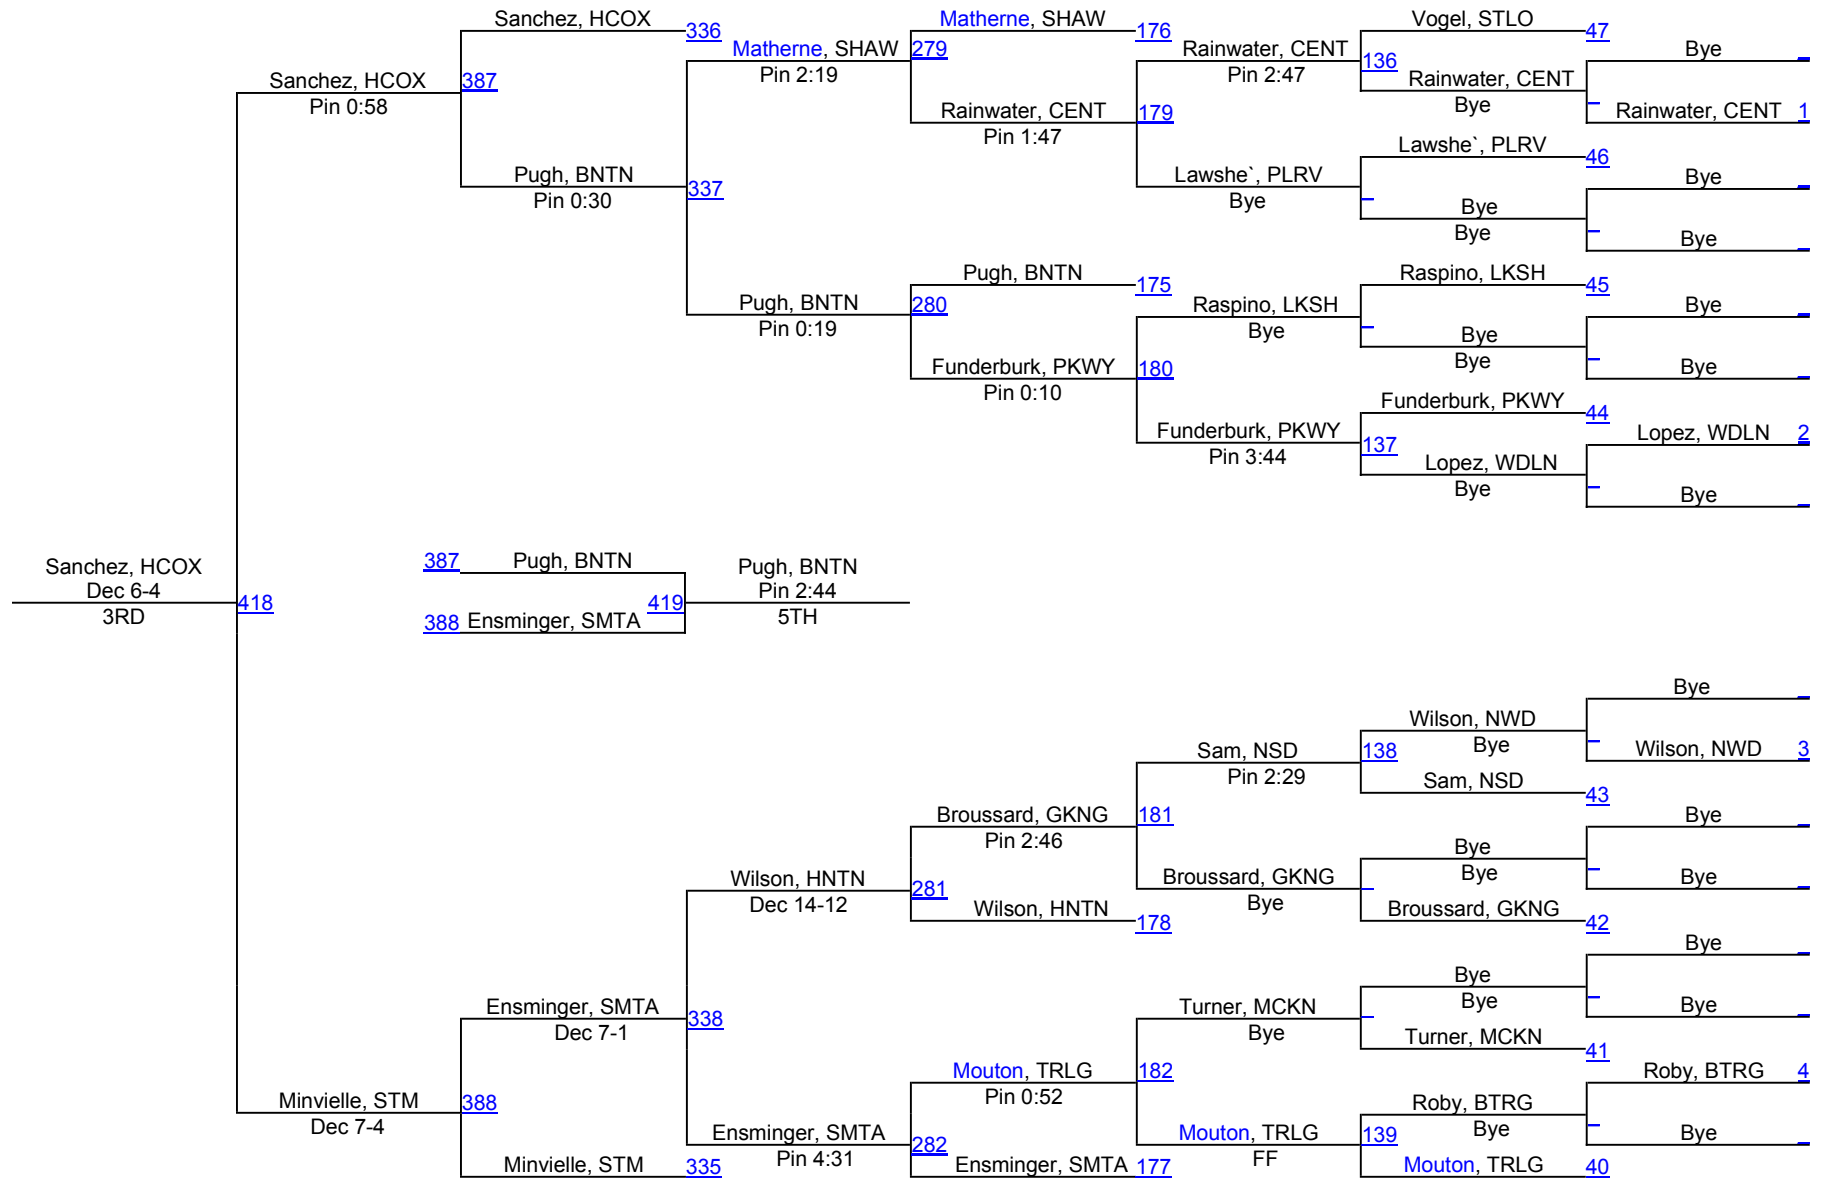 Sanchez, HCOX
336
Matherne, SHAW
176
Vogel, STLO
47
Matherne, SHAW
279
Pin 2:19
Rainwater, CENT
136
Pin 2:47
Bye
Sanchez, HCOX
387
Pin 0:58
Rainwater, CENT
Bye
Rainwater, CENT
179
Pin 1:47
Rainwater, CENT 1
Lawshe`, PLRV
46
Pugh, BNTN
337
Pin 0:30
Lawshe`, PLRV
Bye
Bye
Bye
Bye
Bye
Pugh, BNTN
175
Raspino, LKSH
45
Pugh, BNTN
280
Pin 0:19
Raspino, LKSH
Bye
Bye
Bye
Bye
Bye
Funderburk, PKWY
180
Pin 0:10
Funderburk, PKWY
44
Funderburk, PKWY
137
Pin 3:44
Lopez, WDLN 2
Lopez, WDLN
Bye
Bye
Sanchez, HCOX
Dec 6-4
3RD
418
387 Pugh, BNTN
419
388 Ensminger, SMTA
Pugh, BNTN
Pin 2:44
5TH
Bye
Wilson, NWD
Bye
Sam, NSD
138
Pin 2:29
Wilson, NWD 3
Sam, NSD
43
Broussard, GKNG
181
Pin 2:46
Bye
Bye
Bye
Wilson, HNTN
281
Dec 14-12
Broussard, GKNG
Bye
Bye
Wilson, HNTN
178
Broussard, GKNG
42
Bye
Bye
Bye
Ensminger, SMTA
338
Dec 7-1
Turner, MCKN
Bye
Bye
Turner, MCKN
41
Mouton, TRLG
182
Pin 0:52
Roby, BTRG 4
Minvielle, STM
388
Dec 7-4
Roby, BTRG
Bye
Ensminger, SMTA
282
Pin 4:31
Mouton, TRLG
139
FF
Bye
Minvielle, STM
335
Ensminger, SMTA 177
Mouton, TRLG
40